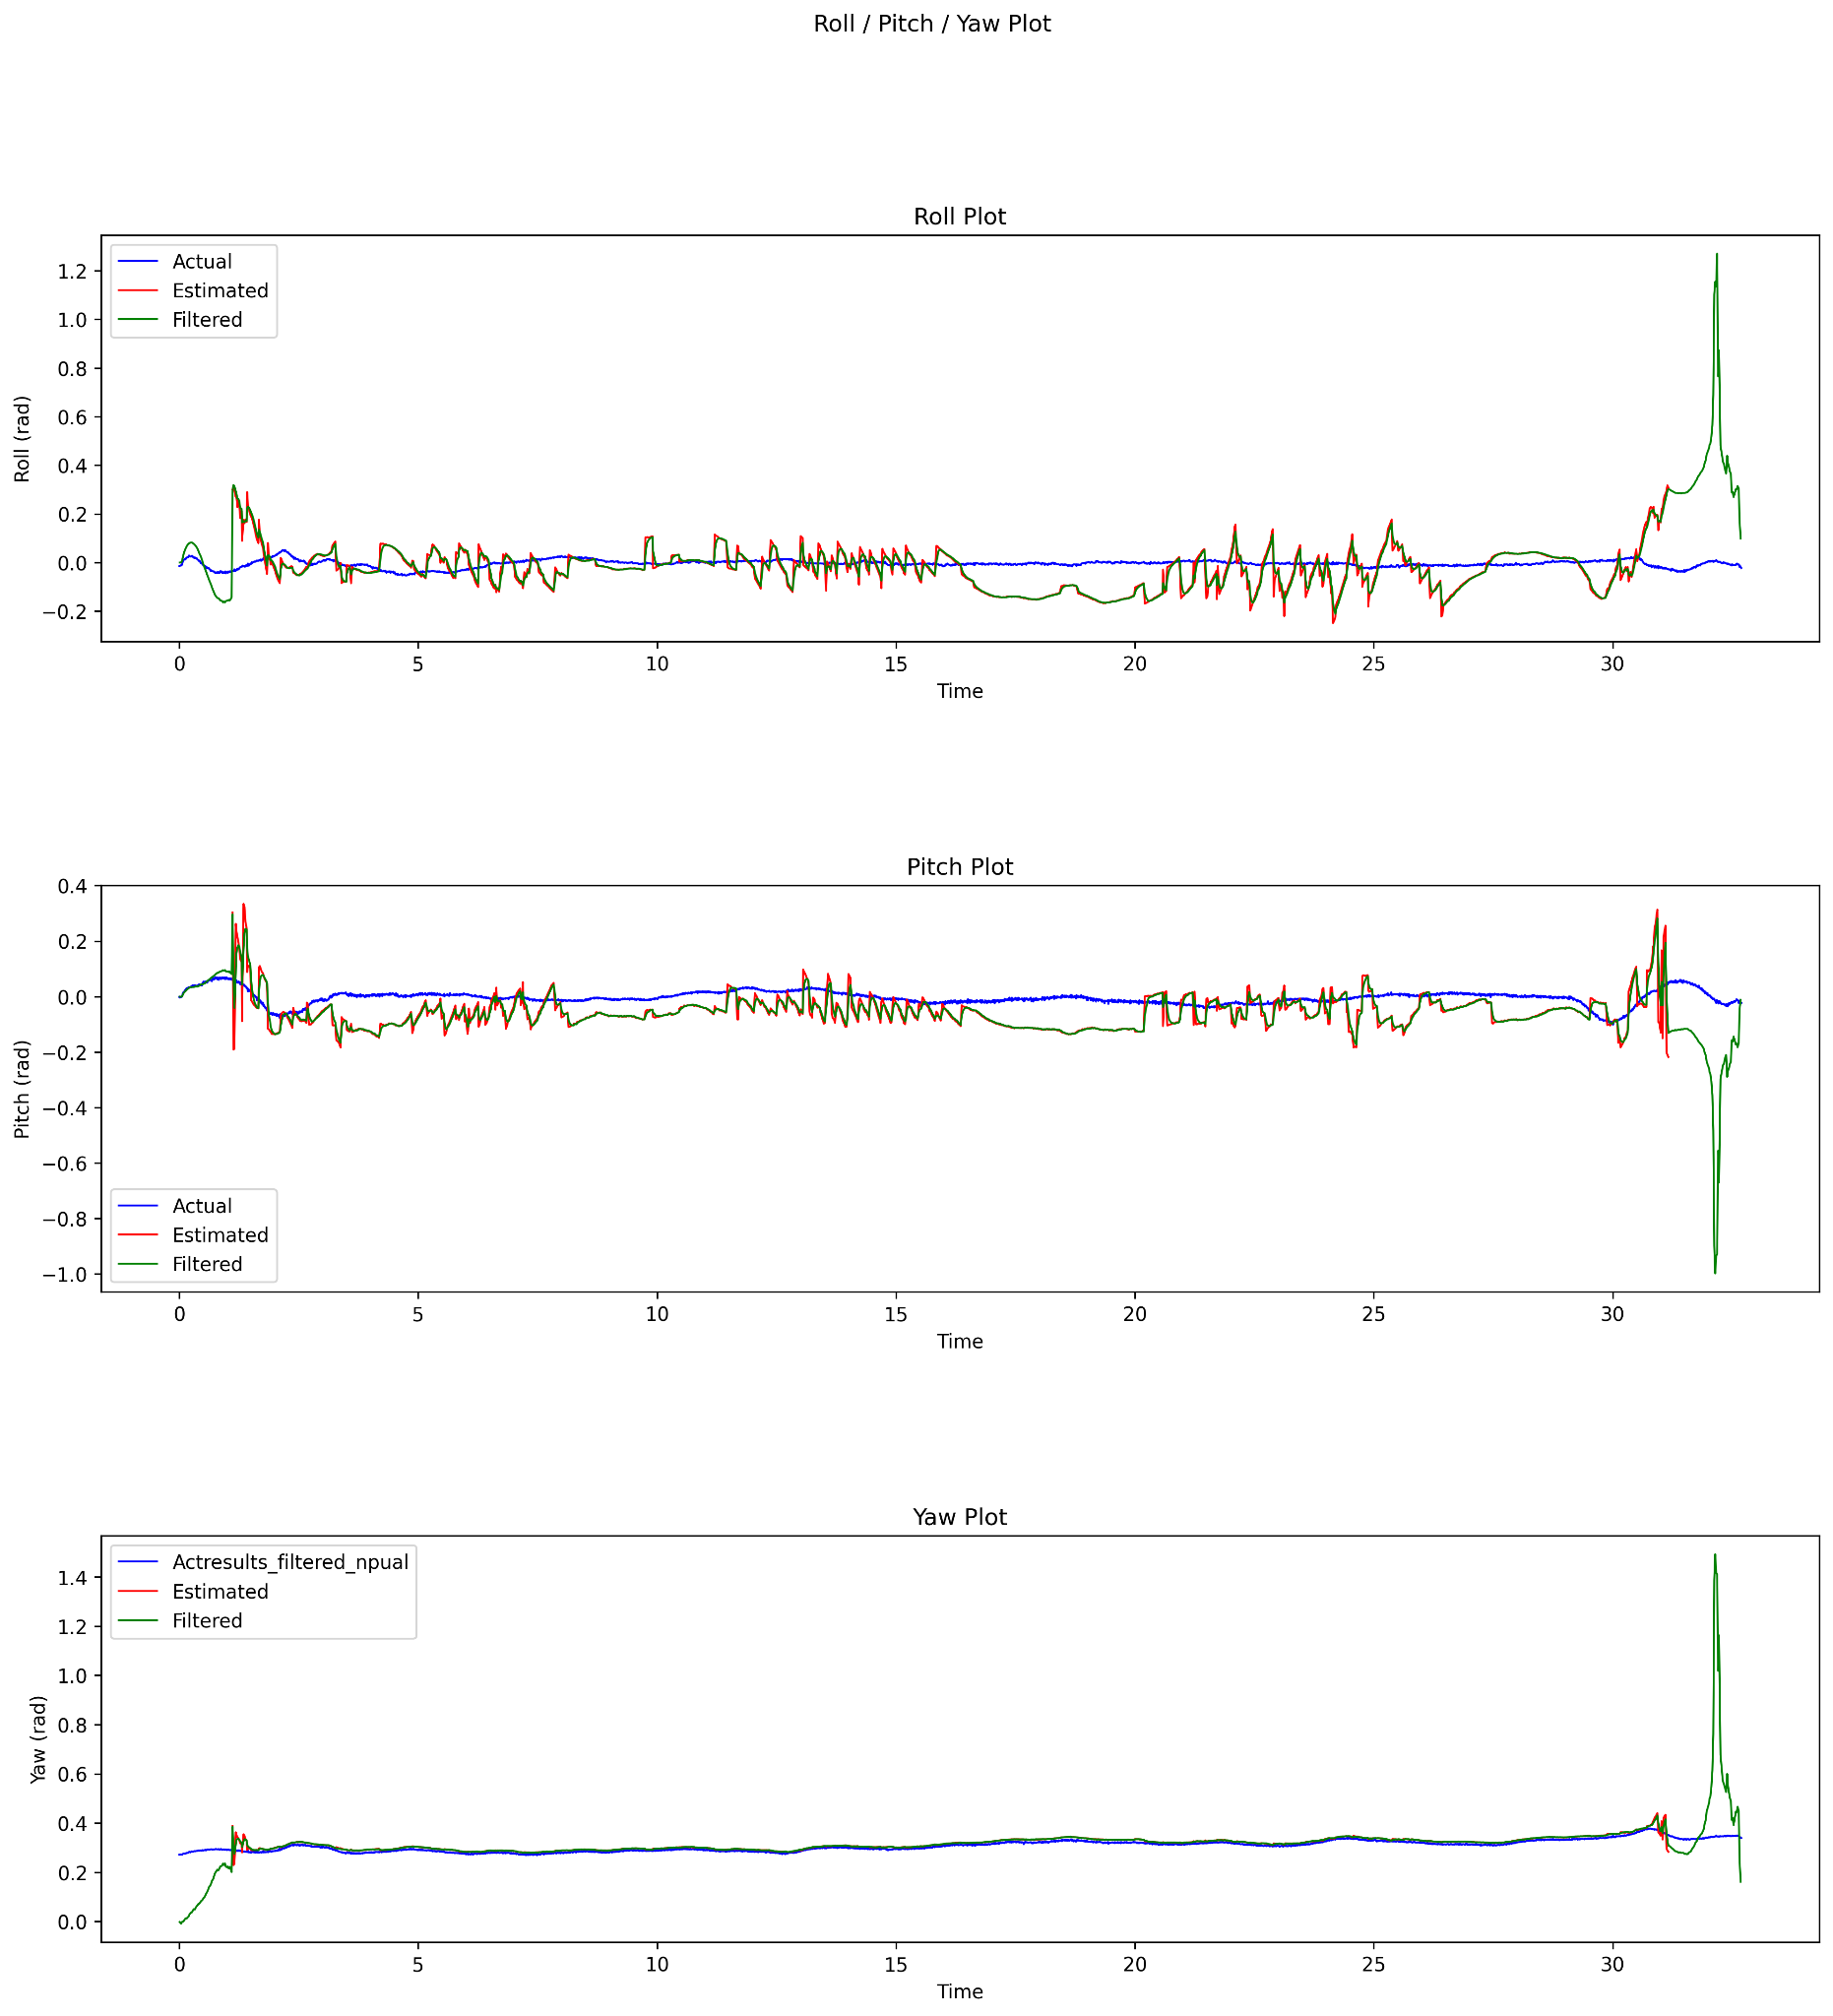 Roll / Pitch / Yaw Plot
Roll Plot
Actual
Estimated
Filtered
1.2
1.0
0.8
0.6
0.4
0.2
0.0
−0.2
Roll (rad)
0 5 10 15 20 25 30
Time
Pitch Plot
0.4
0.2
0.0
−0.2
−0.4
−0.6
−0.8
−1.0
Pitch (rad)
Actual
Estimated
Filtered
0 5 10 15 20 25 30
Time
Yaw Plot
Actresults_filtered_npual
Estimated
Filtered
1.4
1.2
1.0
0.8
0.6
0.4
0.2
0.0
Yaw (rad)
0 5 10 15 20 25 30
Time